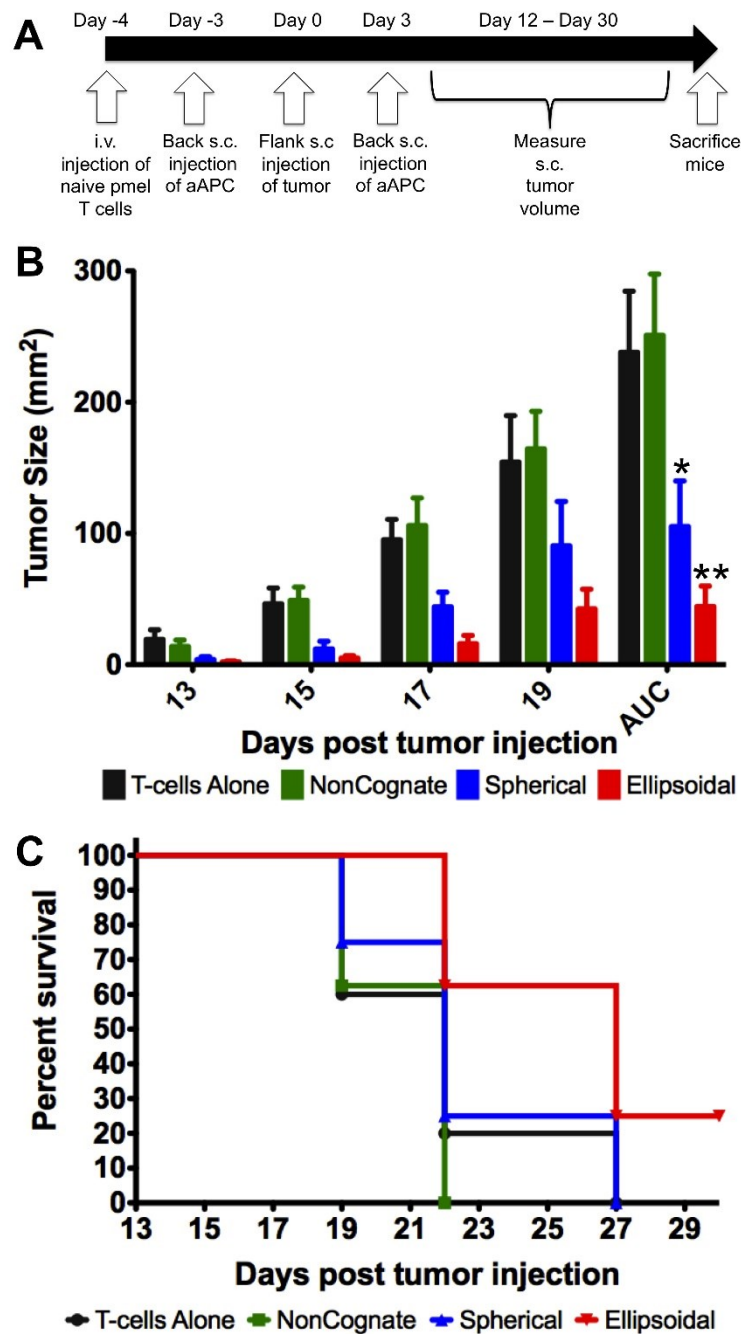 A
Day -4 Day -3 Day 0 Day 3 Day 12 – Day 30
i.v.
injection of
naive pmel
T cells
Back s.c.
injection
of aAPC
Flank s.c
injection
of tumor
Back s.c.
injection
of aAPC
Measure
s.c.
tumor
volume
Sacrifice
mice
B
Tumor Size (mm²)
300
200
100
0
*
**
13 15 17 19 AUC
Days post tumor injection
T-cells Alone NonCognate Spherical Ellipsoidal
C
Percent survival
100
90
80
70
60
50
40
30
20
10
0
13 15 17 19 21 23 25 27 29
Days post tumor injection
T-cells Alone NonCognate Spherical Ellipsoidal